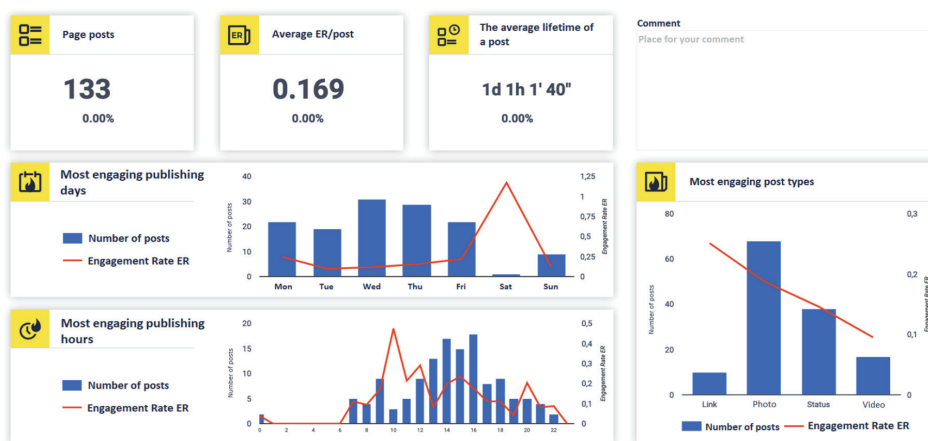 Page posts
133
0.00%
ER
Average ER/post
0.169
0.00%
The average lifetime of
a post
1d 1h 1' 40"
0.00%
Comment
Place for your comment
Most engaging publishing
days
Number of posts
Engagement Rate ER
Number of posts
40
30
20
10
0
1,25
1
0,75
0,5
0,25
0
Engagement Rate ER
Mon Tue Wed Thu Fri Sat Sun
Most engaging publishing
hours
Number of posts
Engagement Rate ER
Number of posts
20
15
10
5
0
0,5
0,4
0,3
0,2
0,1
0
Engagement Rate ER
0 2 4 6 8 10 12 14 16 18 20 22
Most engaging post types
Number of posts
80
60
40
20
0
0,3
0,2
0,1
0
Engagement Rate ER
Link Photo Status Video
Number of posts Engagement Rate ER